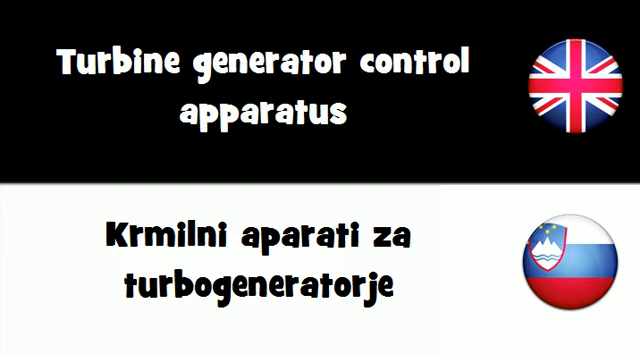 Turbine generator control
apparatus
Krmilni aparati za
turbogeneratorje